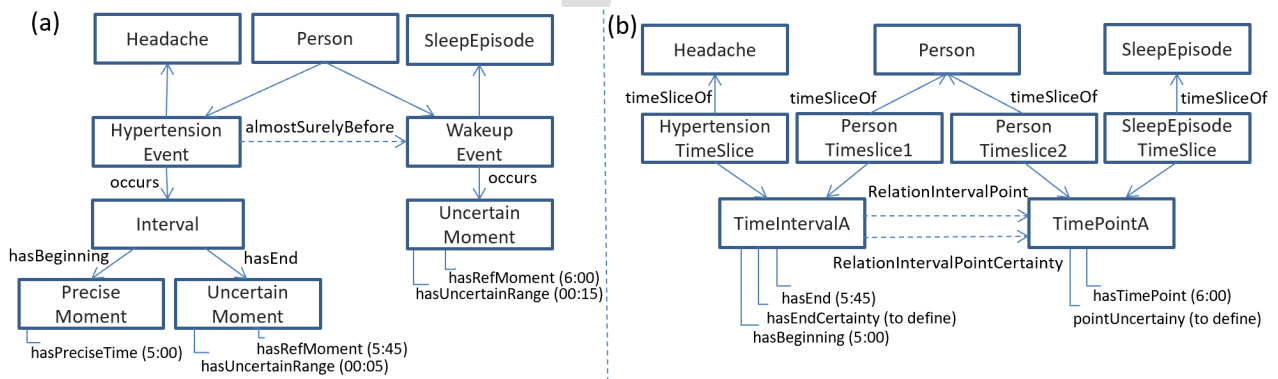 (a)
Headache
Person
SleepEpisode
Hypertension
Event
almostSurelyBefore
Wakeup
Event
occurs
occurs
Interval
Uncertain
Moment
hasBeginning
hasEnd
hasRefMoment (6:00)
hasUncertainRange (00:15)
Precise
Moment
Uncertain
Moment
hasPreciseTime (5:00)
hasRefMoment (5:45)
hasUncertainRange (00:05)
(b)
Headache
Person
SleepEpisode
timeSliceOf
timeSliceOf
timeSliceOf
timeSliceOf
Hypertension
TimeSlice
Person
Timeslice1
Person
Timeslice2
SleepEpisode
TimeSlice
RelationIntervalPoint
TimeIntervalA
TimePointA
RelationIntervalPointCertainty
hasEnd (5:45)
hasEndCertainty (to define)
hasBeginning (5:00)
hasTimePoint (6:00)
pointUncertainy (to define)